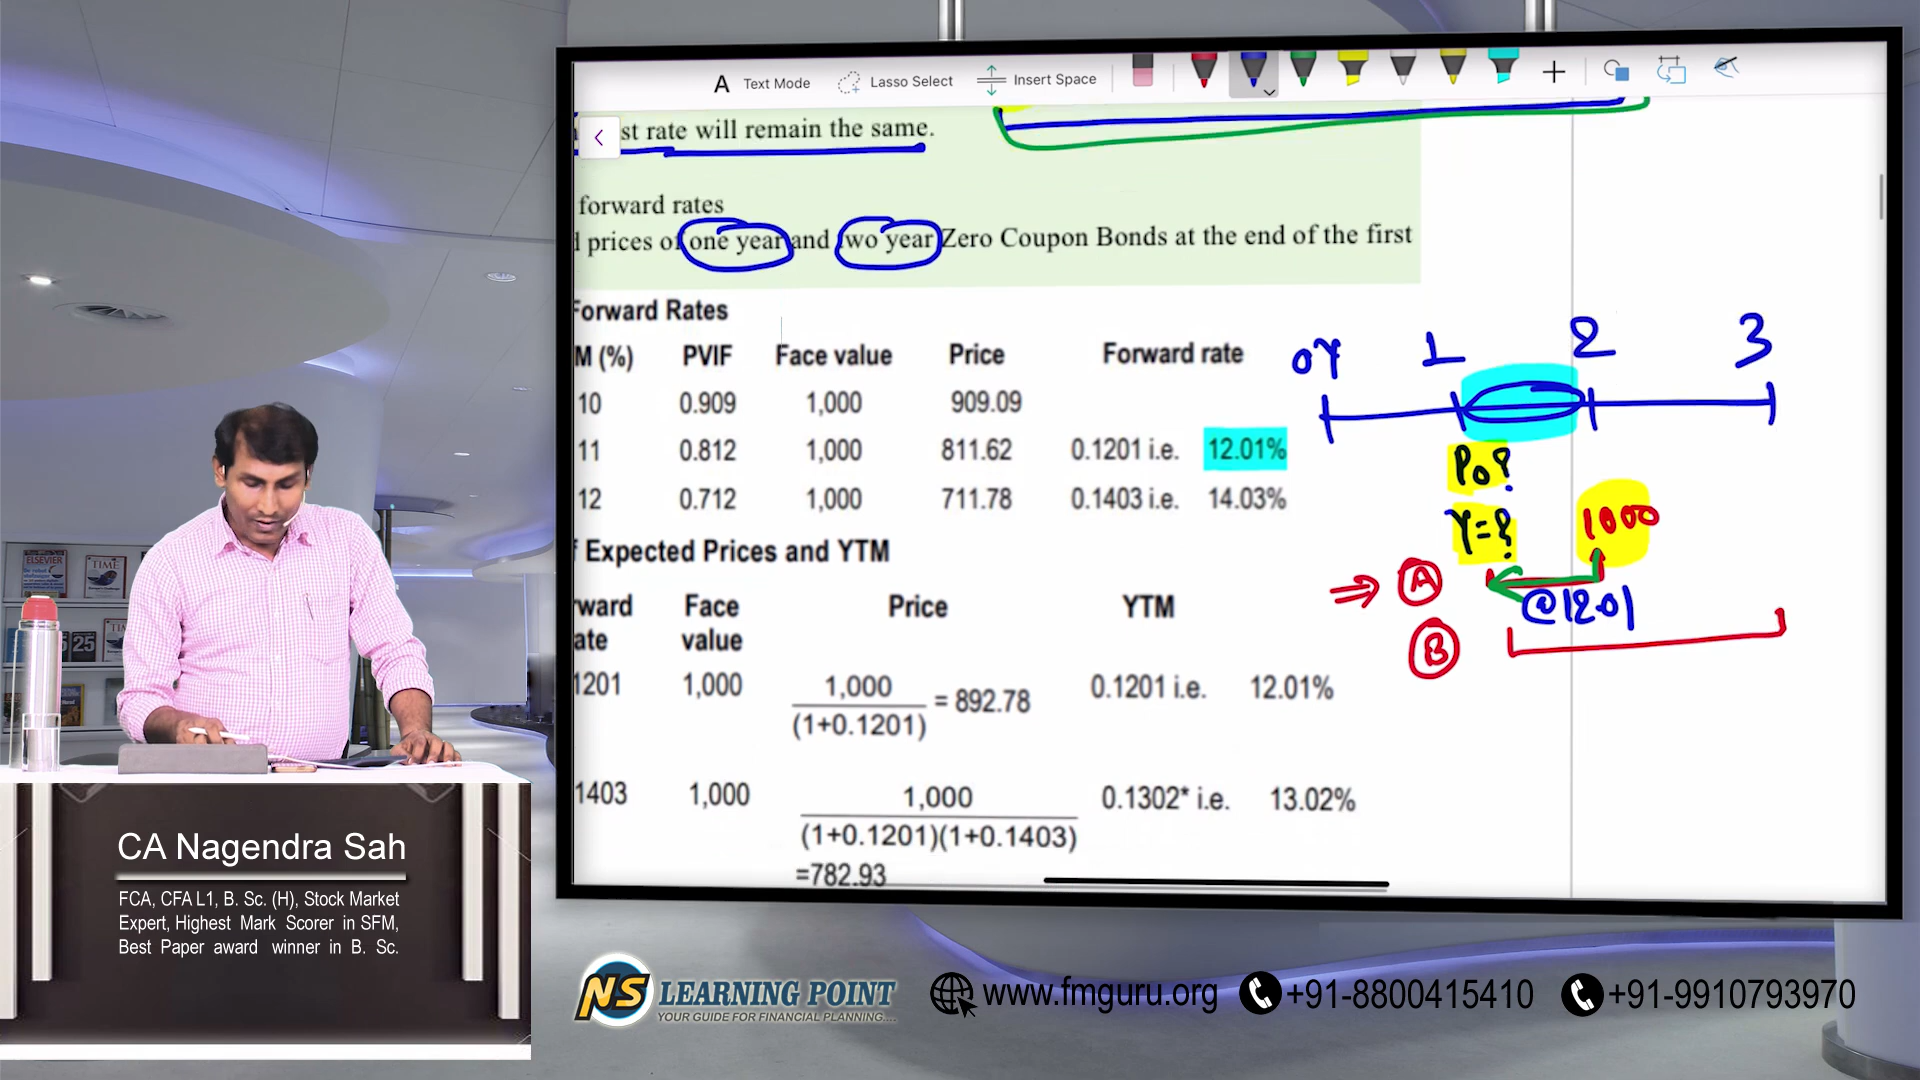 A Text Mode Lasso Select Insert Space
st rate will remain the same.
forward rates
prices of one year and two year Zero Coupon Bonds at the end of the first
Forward Rates
M (%) PVIF Face value Price Forward rate
10 0.909 1,000 909.09
11 0.812 1,000 811.62 0.1201 i.e. 12.01%
12 0.712 1,000 711.78 0.1403 i.e. 14.03%
f Expected Prices and YTM
rward Face Price YTM
ate value
1201 1,000 1,000 = 892.78 0.1201 i.e. 12.01%
(1+0.1201)
1403 1,000 1,000 0.1302* i.e. 13.02%
(1+0.1201)(1+0.1403)
=782.93
0Y 1 2 3
P0?
Y=? 1000
⇒ A @12.01
B
ELSEVIER TIME
TIME
25
CA Nagendra Sah
FCA, CFA L1, B. Sc. (H), Stock Market
Expert, Highest Mark Scorer in SFM,
Best Paper award winner in B. Sc.
NS LEARNING POINT www.fmguru.org +91-8800415410 +91-9910793970
YOUR GUIDE FOR FINANCIAL PLANNING....